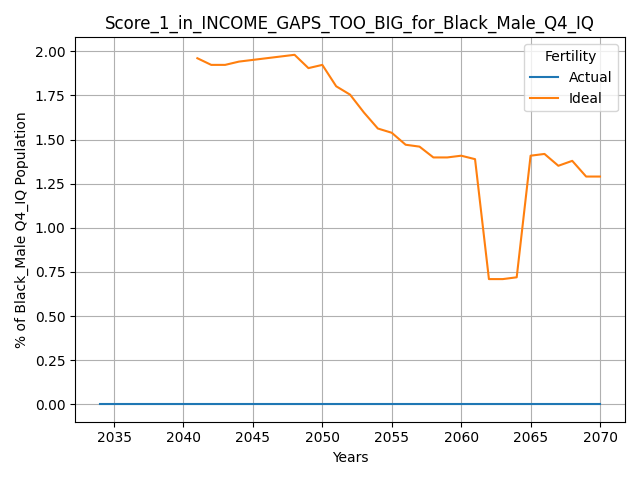 Score_1_in_INCOME_GAPS_TOO_BIG_for_Black_Male_Q4_IQ
Fertility
Actual
Ideal
% of Black_Male Q4_IQ Population
2.00
1.75
1.50
1.25
1.00
0.75
0.50
0.25
0.00
2035 2040 2045 2050 2055 2060 2065 2070
Years